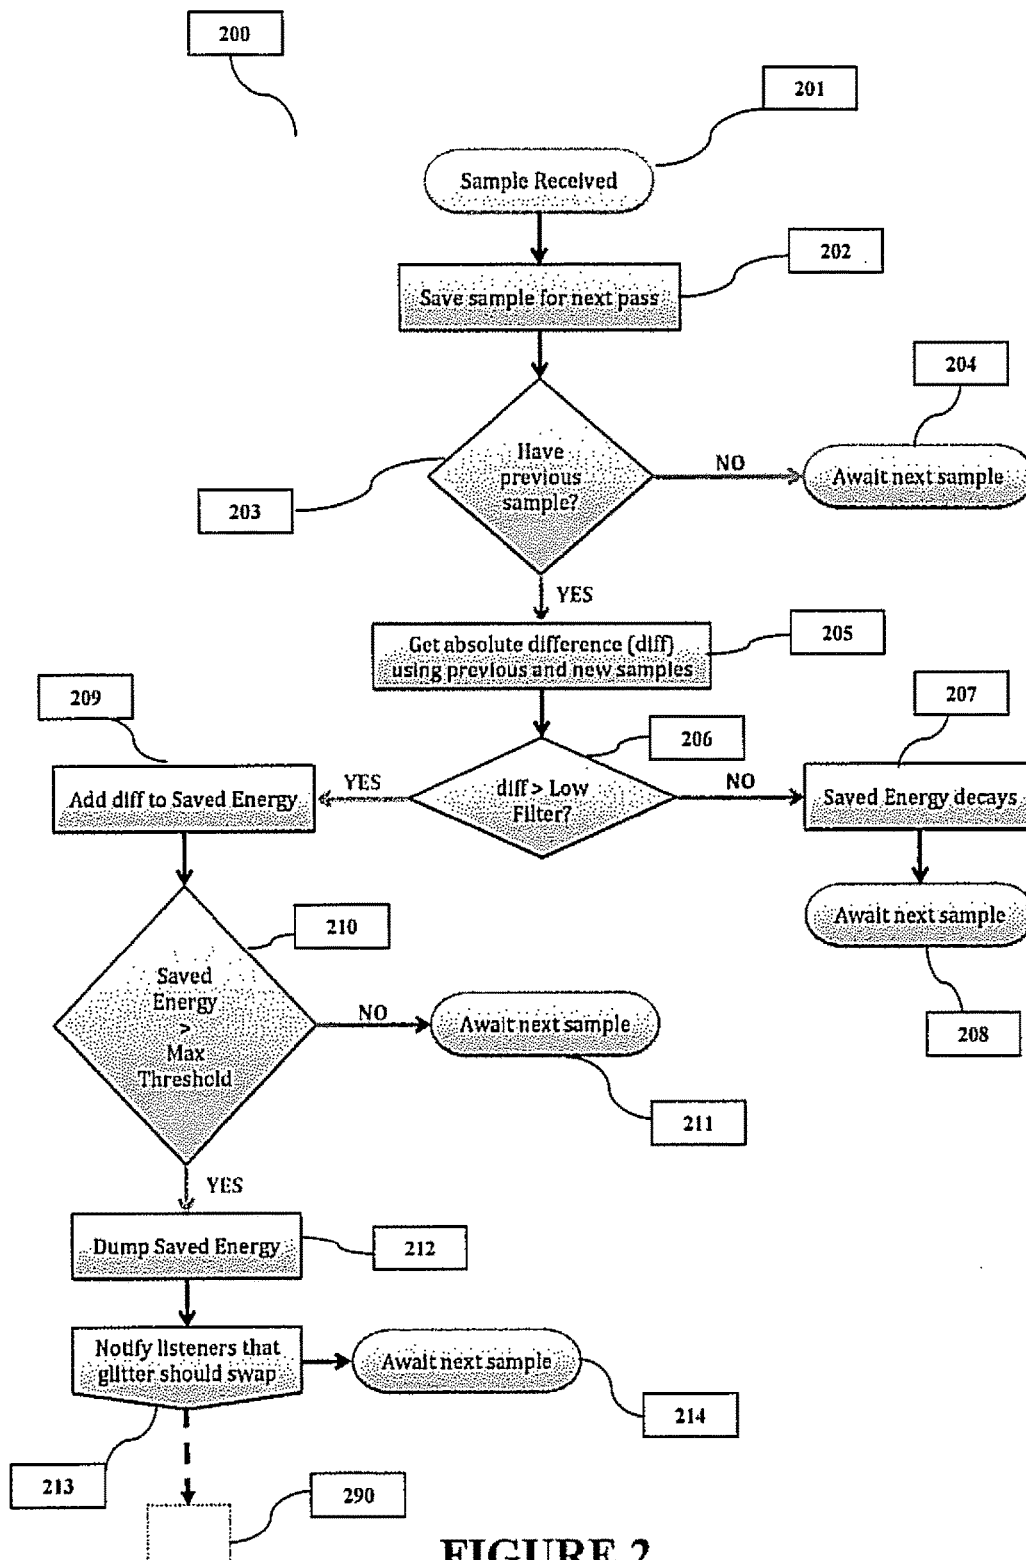 200
201
Sample Received
202
Save sample for next pass
204
Have
previous
sample?
NO
Await next sample
203
YES
205
Get absolute difference (diff)
using previous and new samples
207
209
206
YES
diff > Low
Filter?
NO
Add diff to Saved Energy
Saved Energy decays
210
Await next sample
Saved
Energy
>
Max
Threshold
NO
Await next sample
208
211
YES
Dump Saved Energy
212
Notify listeners that
glitter should swap
Await next sample
214
213
290
FIGURE 2